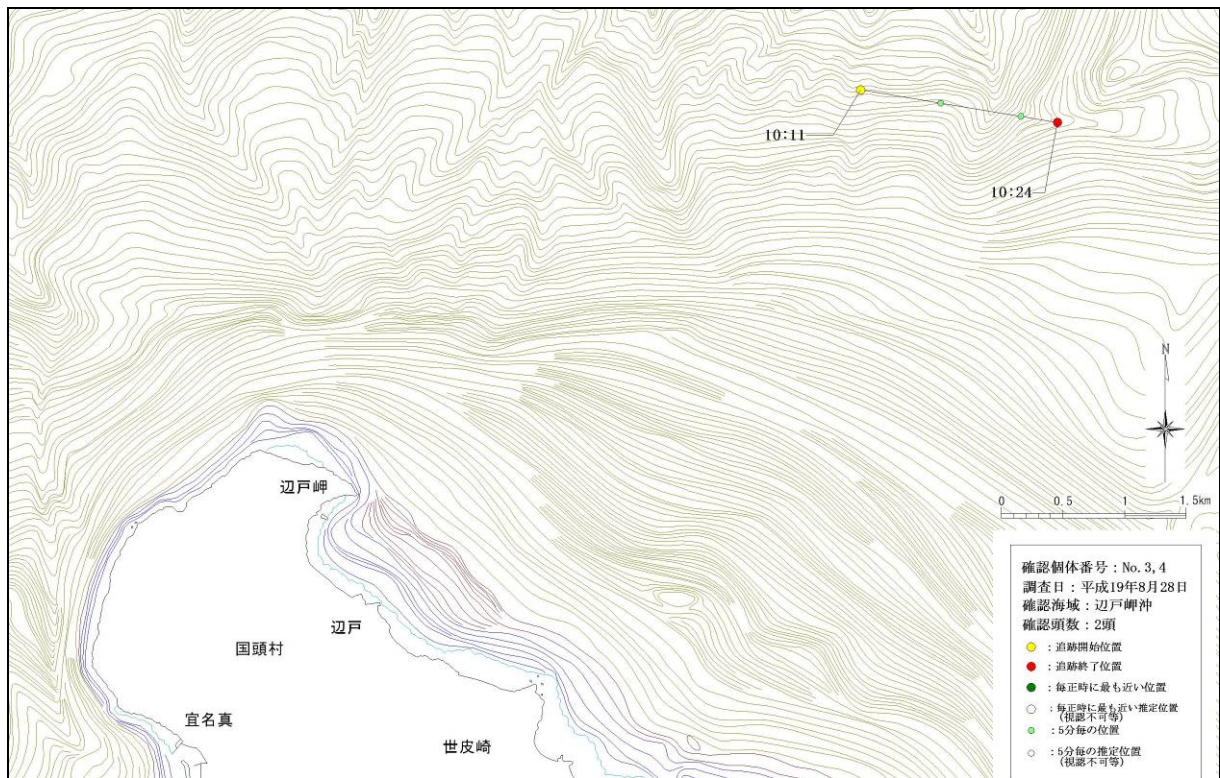 10:11
10:24
N
0 0.5 1 1.5km
辺戸岬
辺戸
国頭村
宜名真
世皮崎
確認個体番号：No. 3, 4
調査日：平成19年8月28日
確認海域：辺戸岬沖
確認頭数：2頭
：追跡開始位置
：追跡終了位置
：毎正時に最も近い位置
：毎正時に最も近い推定位置
(視認不可等)
：5分毎の位置
：5分毎の推定位置
(視認不可等)